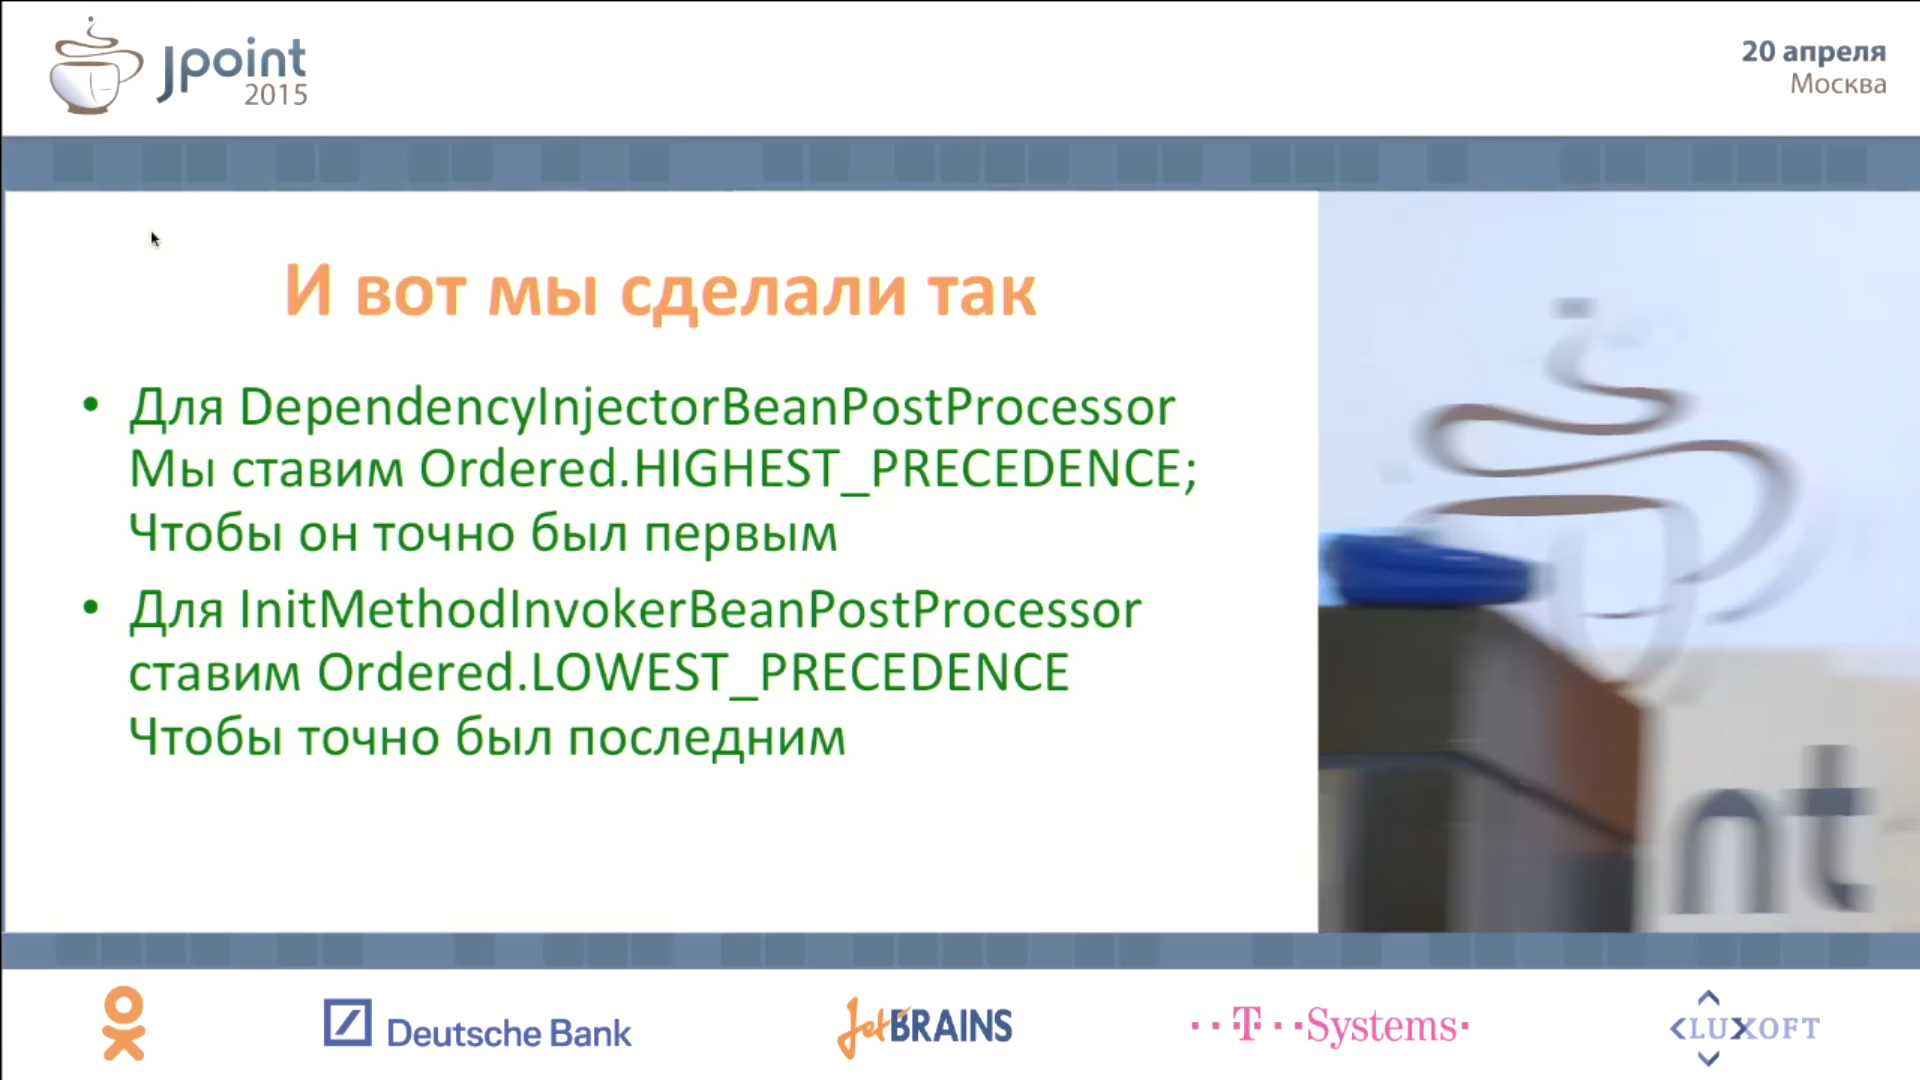 Jpoint
2015
20 апреля
Москва
И вот мы сделали так
• Для DependencyInjectorBeanPostProcessor
Мы ставим Ordered.HIGHEST_PRECEDENCE;
Чтобы он точно был первым
• Для InitMethodInvokerBeanPostProcessor
ставим Ordered.LOWEST_PRECEDENCE
Чтобы точно был последним
nt
Deutsche Bank
JetBRAINS
··T··Systems·
LUXOFT